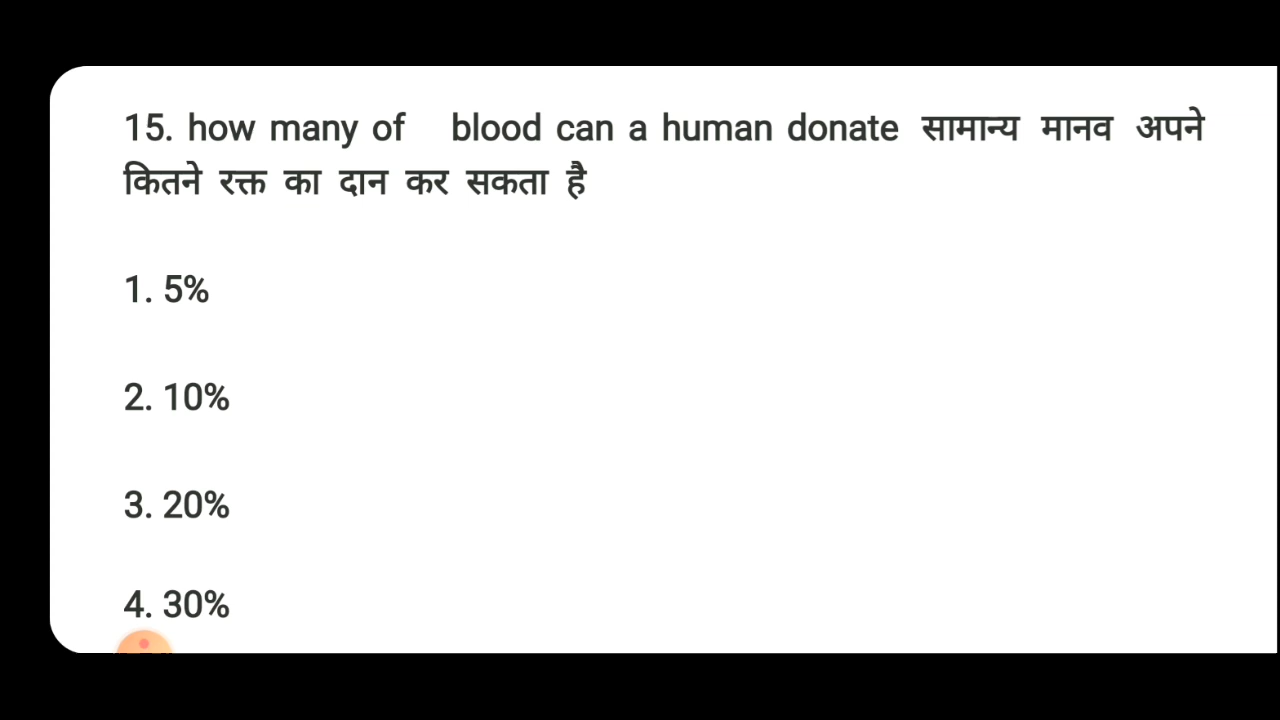 15. how many of blood can a human donate सामान्य मानव अपने
कितने रक्त का दान कर सकता है
1. 5%
2. 10%
3. 20%
4. 30%